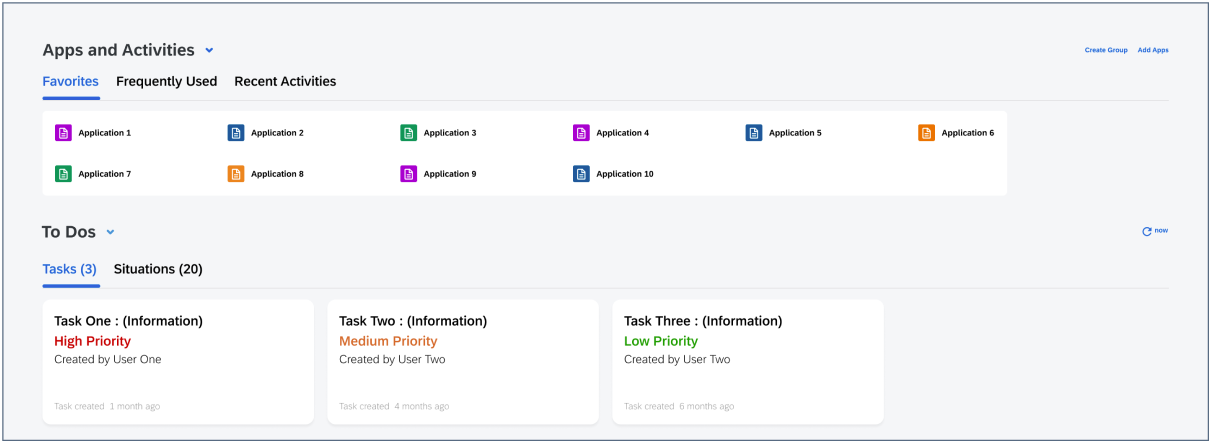 Apps and Activities
Create Group Add Apps
Favorites Frequently Used Recent Activities
Application 1 Application 2 Application 3 Application 4 Application 5 Application 6
Application 7 Application 8 Application 9 Application 10
To Dos
now
Tasks (3) Situations (20)
Task One : (Information)
High Priority
Created by User One
Task created 1 month ago
Task Two : (Information)
Medium Priority
Created by User Two
Task created 4 months ago
Task Three : (Information)
Low Priority
Created by User Two
Task created 6 months ago